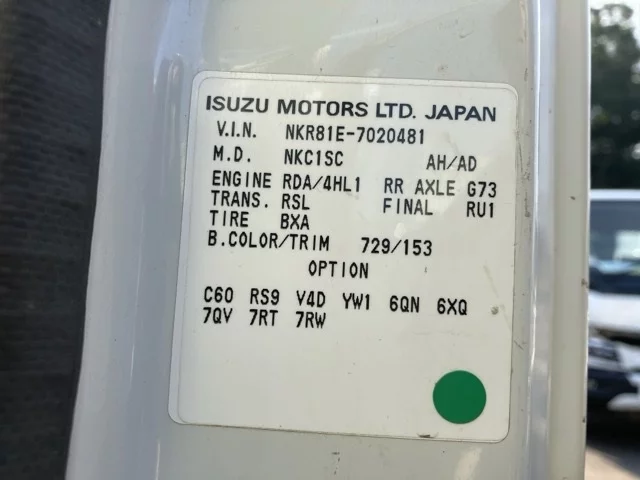 ISUZU MOTORS LTD. JAPAN
V.I.N. NKR81E-7020481
M.D. NKC1SC AH/AD
ENGINE RDA/4HL1 RR AXLE G73
TRANS. RSL FINAL RU1
TIRE BXA
B.COLOR/TRIM 729/153
OPTION
C60 RS9 V4D YW1 6QN 6XQ
7QV 7RT 7RW